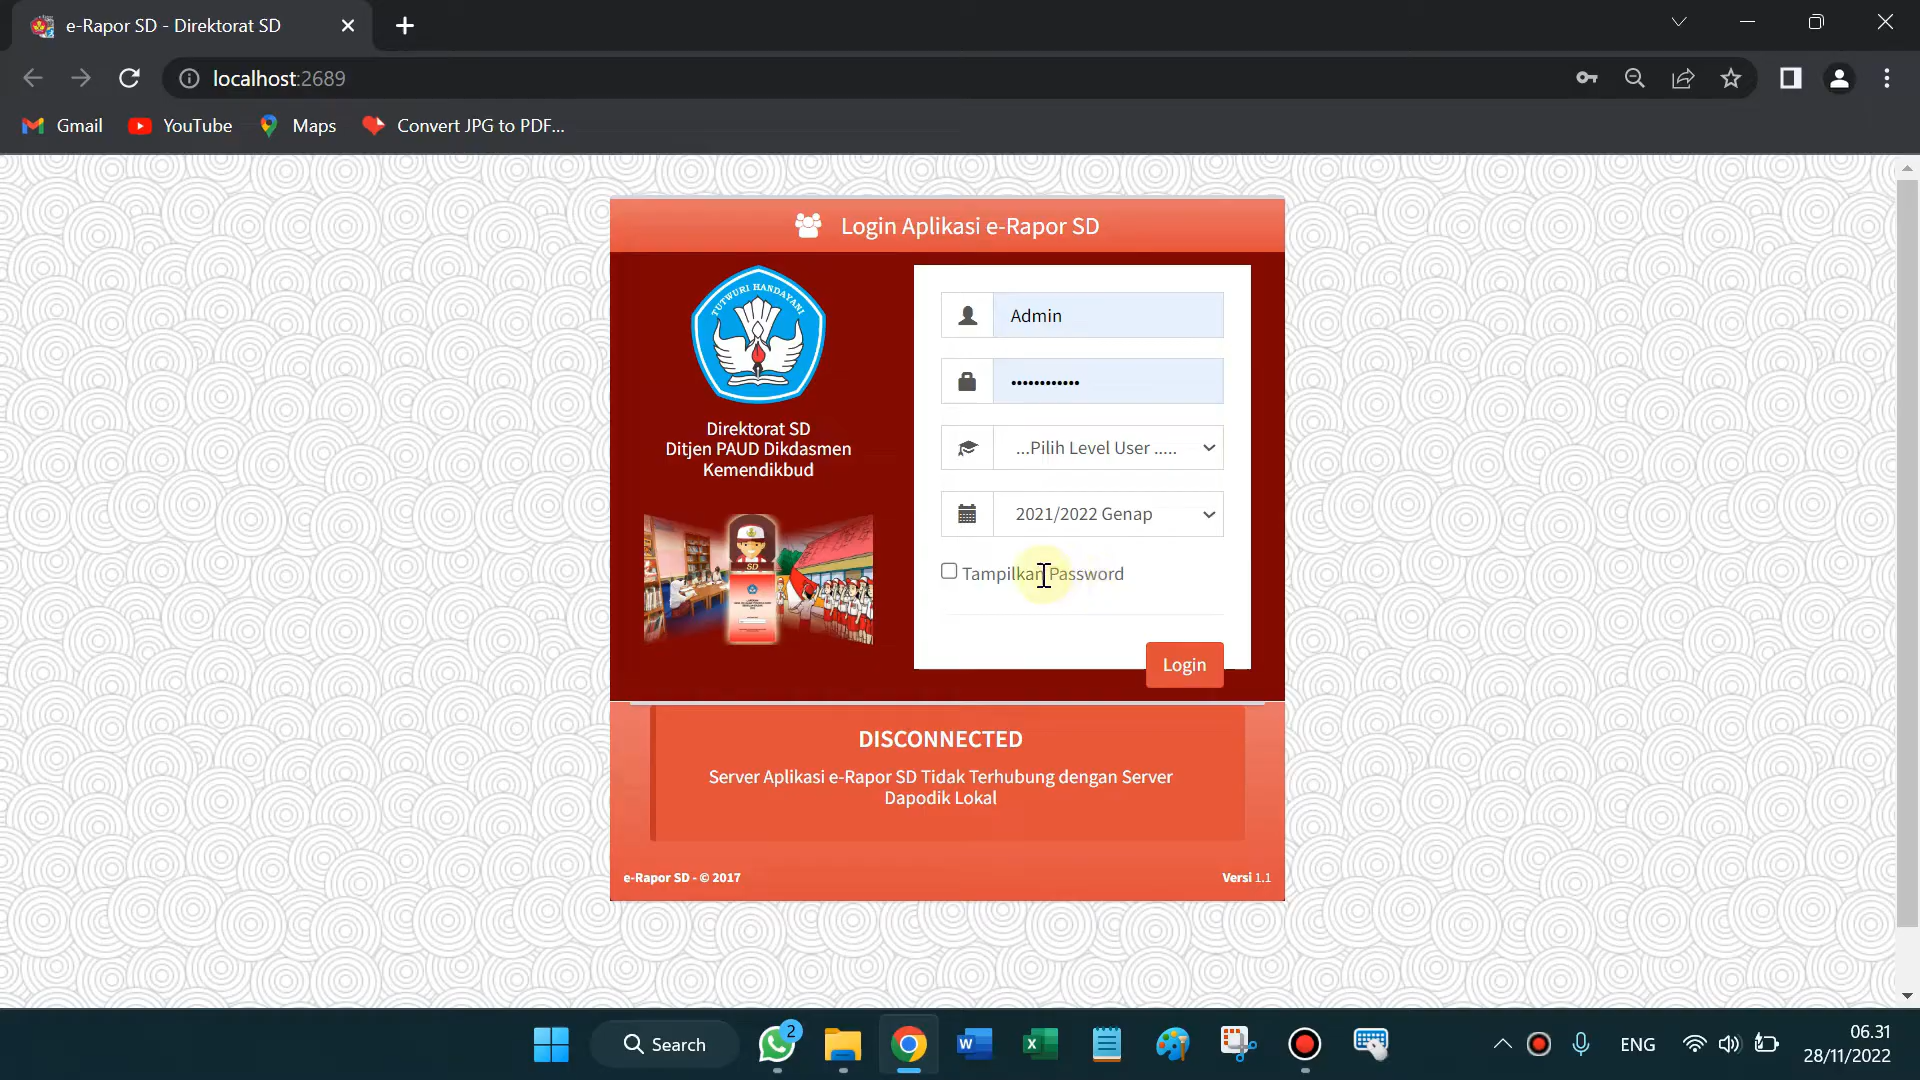 e-Rapor SD - Direktorat SD
localhost:2689
Gmail
YouTube
Maps
Convert JPG to PDF...
Login Aplikasi e-Rapor SD
TUTWURI HANDAYANI
Direktorat SD
Ditjen PAUD Dikdasmen
Kemendikbud
SD
Admin
••••••••••••
...Pilih Level User .....
2021/2022 Genap
Tampilkan Password
Login
DISCONNECTED
Server Aplikasi e-Rapor SD Tidak Terhubung dengan Server
Dapodik Lokal
e-Rapor SD - © 2017
Versi 1.1
Search
2
W
X
ENG
06.31
28/11/2022